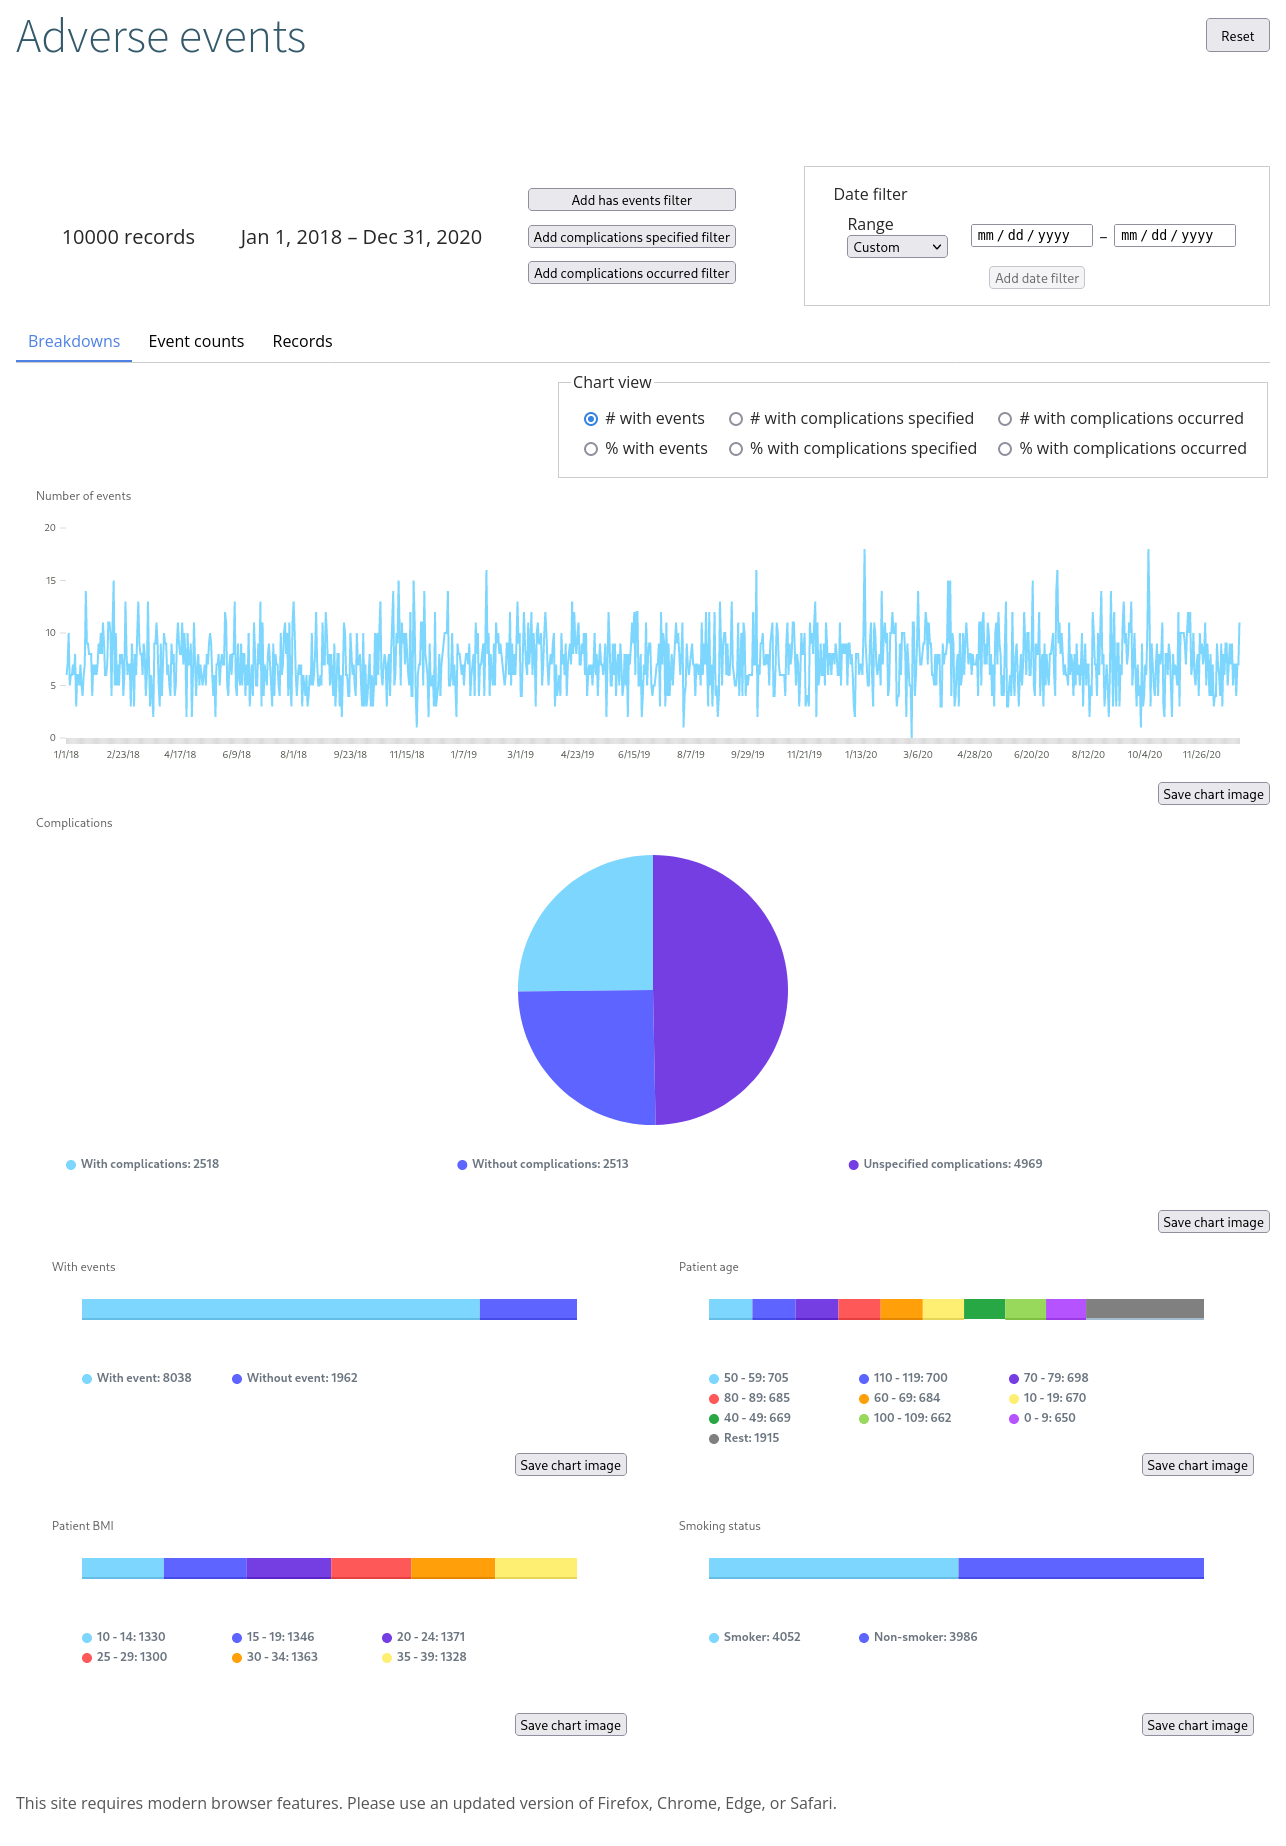 Adverse events
Reset
10000 records
Jan 1, 2018 – Dec 31, 2020
Add has events filter
Add complications specified filter
Add complications occurred filter
Date filter
Range
Custom
mm / dd / yyyy – mm / dd / yyyy
Add date filter
Breakdowns Event counts Records
Chart view
# with events # with complications specified # with complications occurred
% with events % with complications specified % with complications occurred
Number of events
20
15
10
5
0
1/1/18 2/23/18 4/17/18 6/9/18 8/1/18 9/23/18 11/15/18 1/7/19 3/1/19 4/23/19 6/15/19 8/7/19 9/29/19 11/21/19 1/13/20 3/6/20 4/28/20 6/20/20 8/12/20 10/4/20 11/26/20
Save chart image
Complications
With complications: 2518 Without complications: 2513 Unspecified complications: 4969
Save chart image
With events
With event: 8038 Without event: 1962
Save chart image
Patient age
50 - 59: 705 110 - 119: 700 70 - 79: 698
80 - 89: 685 60 - 69: 684 10 - 19: 670
40 - 49: 669 100 - 109: 662 0 - 9: 650
Rest: 1915
Save chart image
Patient BMI
10 - 14: 1330 15 - 19: 1346 20 - 24: 1371
25 - 29: 1300 30 - 34: 1363 35 - 39: 1328
Save chart image
Smoking status
Smoker: 4052 Non-smoker: 3986
Save chart image
This site requires modern browser features. Please use an updated version of Firefox, Chrome, Edge, or Safari.